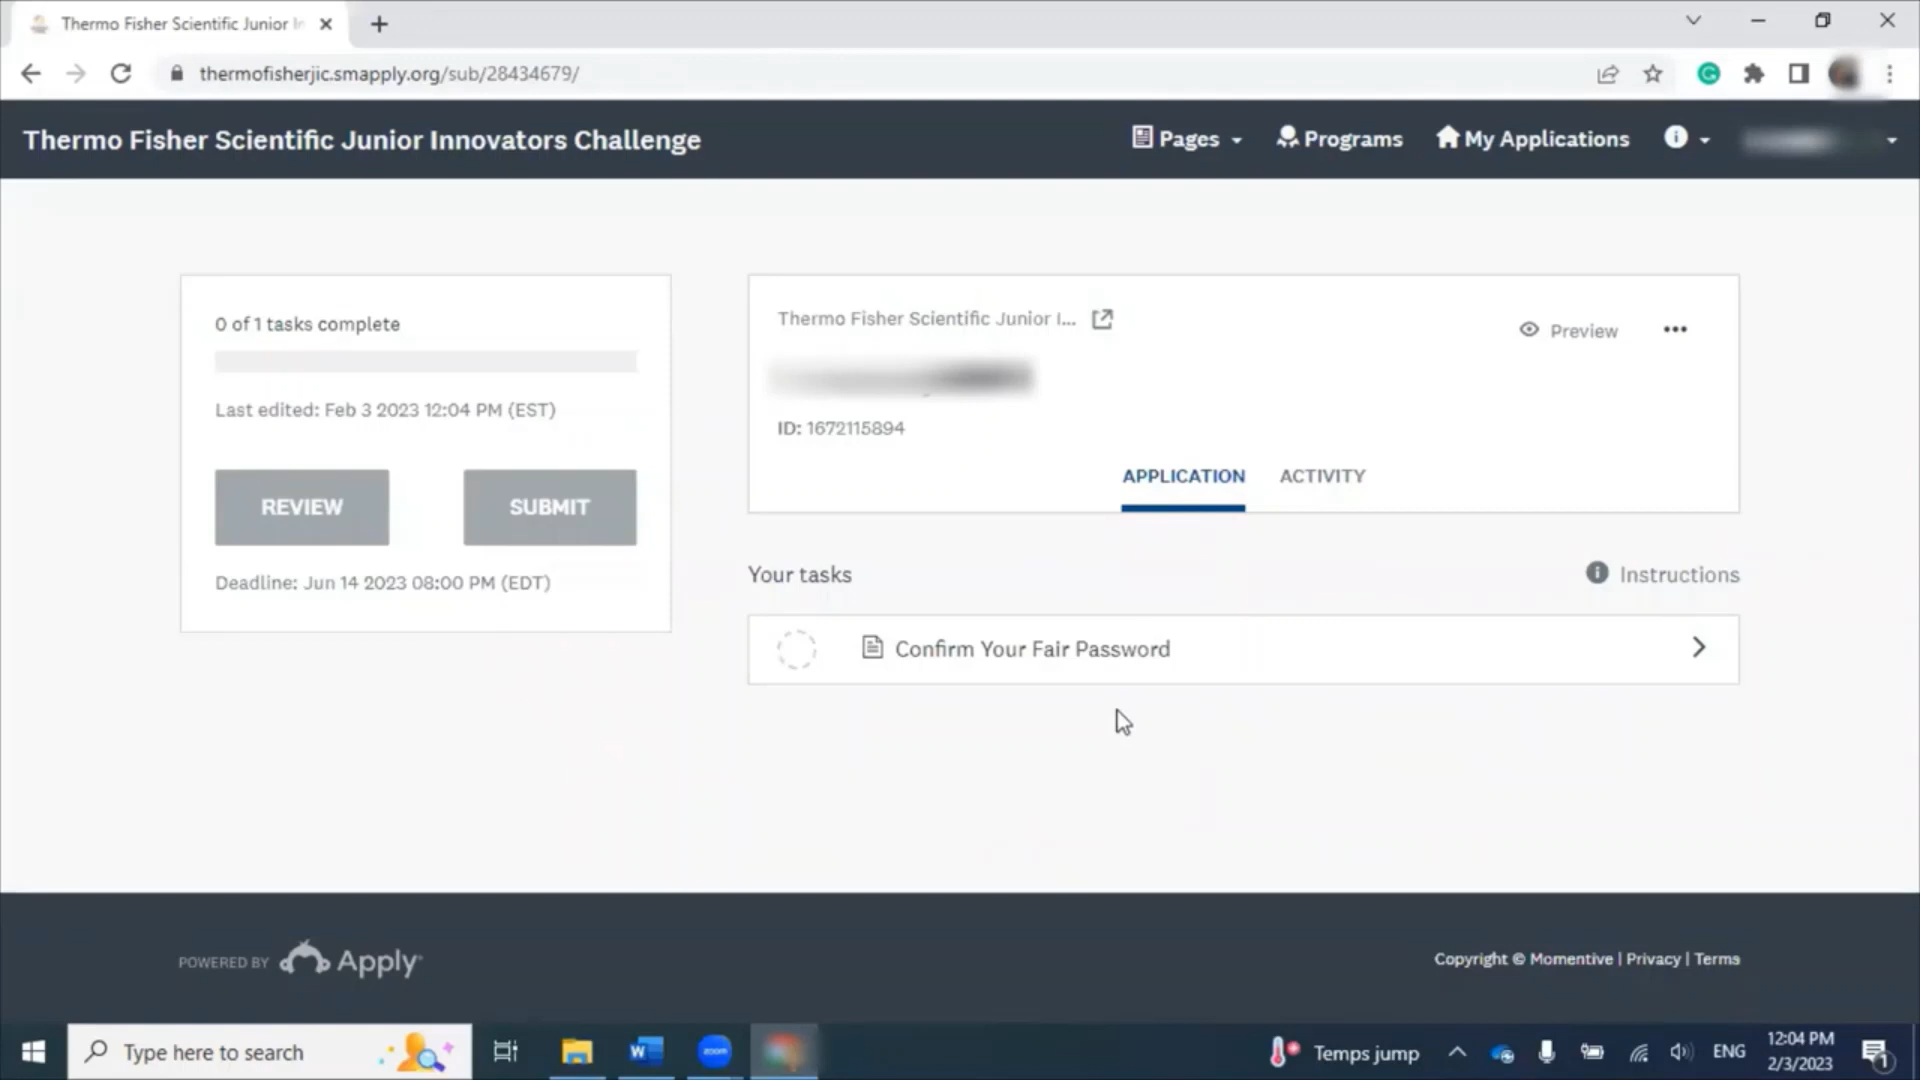 Thermo Fisher Scientific Junior In
thermofisherjic.smapply.org/sub/28434679/
Thermo Fisher Scientific Junior Innovators Challenge
Pages
Programs
My Applications
0 of 1 tasks complete
Last edited: Feb 3 2023 12:04 PM (EST)
REVIEW
SUBMIT
Deadline: Jun 14 2023 08:00 PM (EDT)
Thermo Fisher Scientific Junior I...
Preview
ID: 1672115894
APPLICATION
ACTIVITY
Your tasks
Instructions
Confirm Your Fair Password
POWERED BY Apply
Copyright © Momentive | Privacy | Terms
Type here to search
W
zoom
Temps jump
ENG
12:04 PM
2/3/2023
1